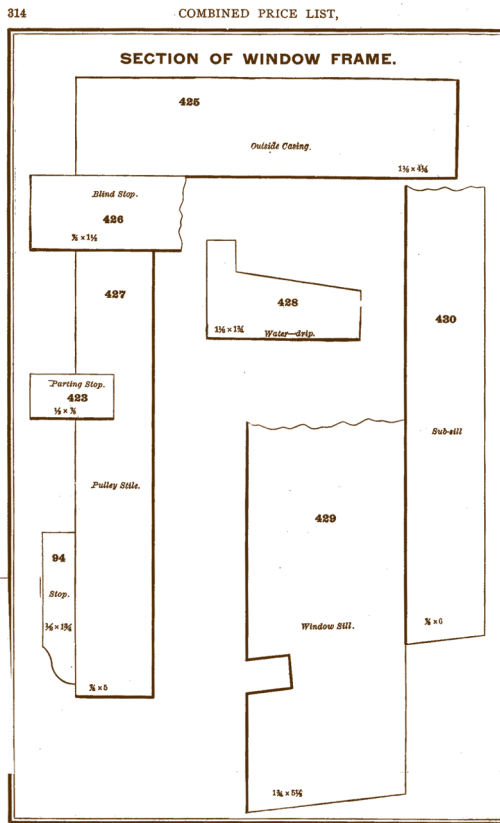 314
COMBINED PRICE LIST,
SECTION OF WINDOW FRAME.
425
Outside Casing.
1⅛ × 4¾
Blind Stop.
426
⅞ × 1½
427
428
1⅛ × 1¾
Water-drip.
430
Parting Stop.
423
½ × ⅞
Sub-sill
Pulley Stile.
429
94
Stop.
½ × 1¾
Window Sill.
⅞ × 6
⅞ × 5
1¾ × 5½